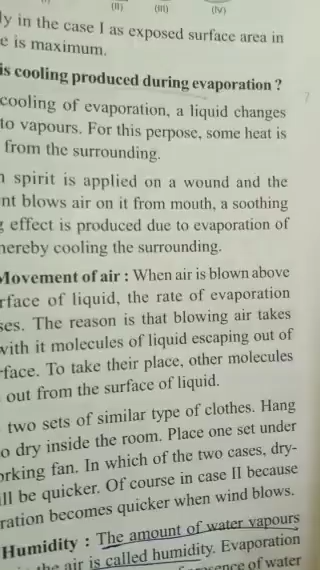 (II) (III) (IV)
ly in the case I as exposed surface area in
e is maximum.
is cooling produced during evaporation ?
cooling of evaporation, a liquid changes
to vapours. For this perpose, some heat is
from the surrounding.
spirit is applied on a wound and the
nt blows air on it from mouth, a soothing
effect is produced due to evaporation of
hereby cooling the surrounding.
Movement of air : When air is blown above
rface of liquid, the rate of evaporation
ses. The reason is that blowing air takes
with it molecules of liquid escaping out of
face. To take their place, other molecules
out from the surface of liquid.
two sets of similar type of clothes. Hang
o dry inside the room. Place one set under
orking fan. In which of the two cases, dry-
ll be quicker. Of course in case II because
ration becomes quicker when wind blows.
Humidity : The amount of water vapours
the air is called humidity. Evaporation
of water